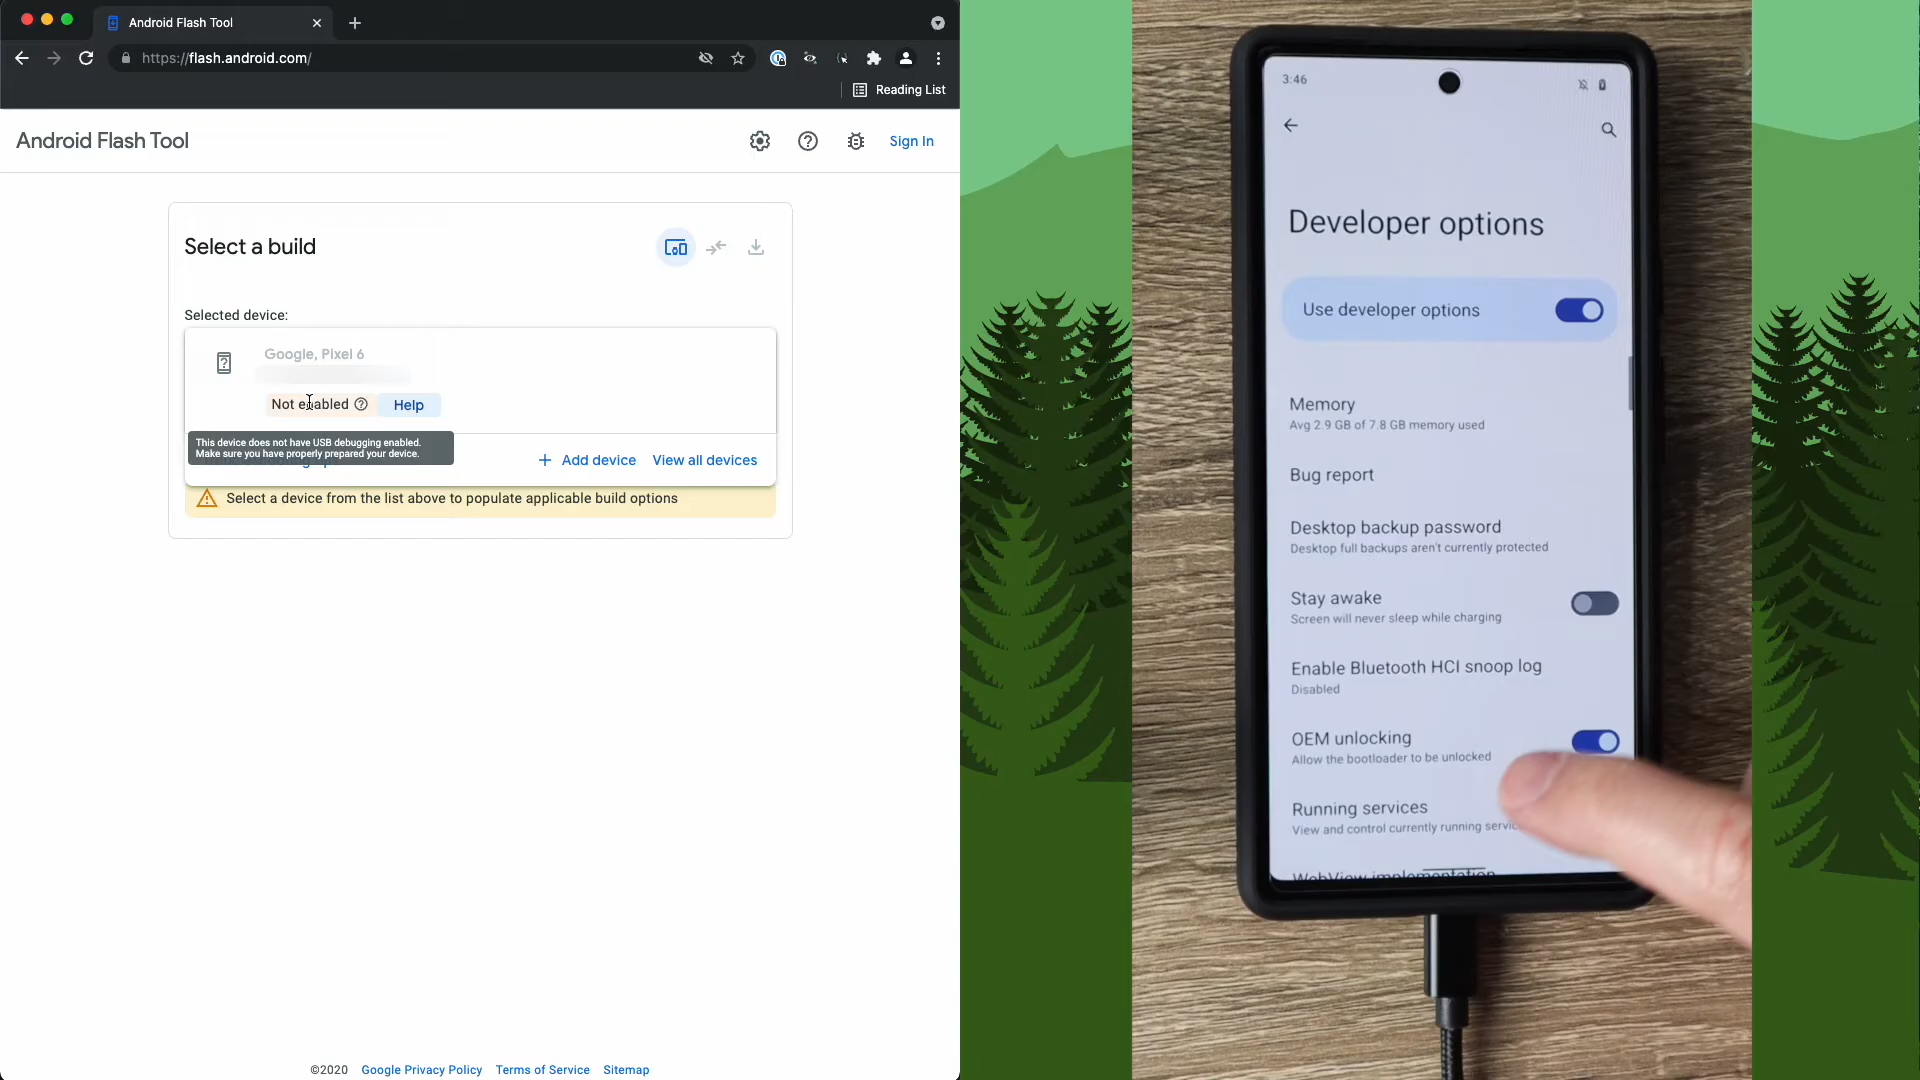 Android Flash Tool
https://flash.android.com/
Reading List
Android Flash Tool
Sign In
Select a build
Selected device:
Google, Pixel 6
Not enabled
Help
This device does not have USB debugging enabled.
Make sure you have properly prepared your device.
+ Add device
View all devices
Select a device from the list above to populate applicable build options
©2020 Google Privacy Policy Terms of Service Sitemap
3:46
Developer options
Use developer options
Memory
Avg 2.9 GB of 7.8 GB memory used
Bug report
Desktop backup password
Desktop full backups aren't currently protected
Stay awake
Screen will never sleep while charging
Enable Bluetooth HCI snoop log
Disabled
OEM unlocking
Allow the bootloader to be unlocked
Running services
View and control currently running
WebView implementation